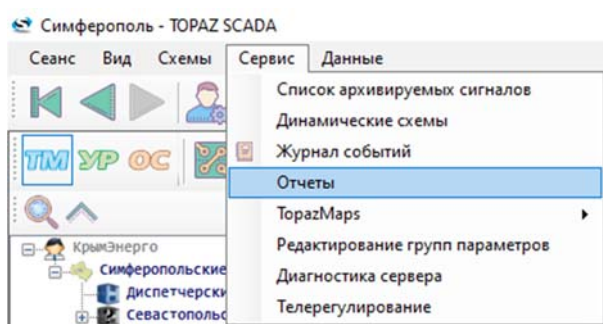 Симферополь - TOPAZ SCADA
Сеанс Вид Схемы Сервис Данные
Список архивируемых сигналов
Динамические схемы
Журнал событий
Отчеты
TopazMaps
Редактирование групп параметров
Диагностика сервера
Телерегулирование
ТМ УР ОС
КрымЭнерго
Симферопольские
Диспетчерски
Севастопольс